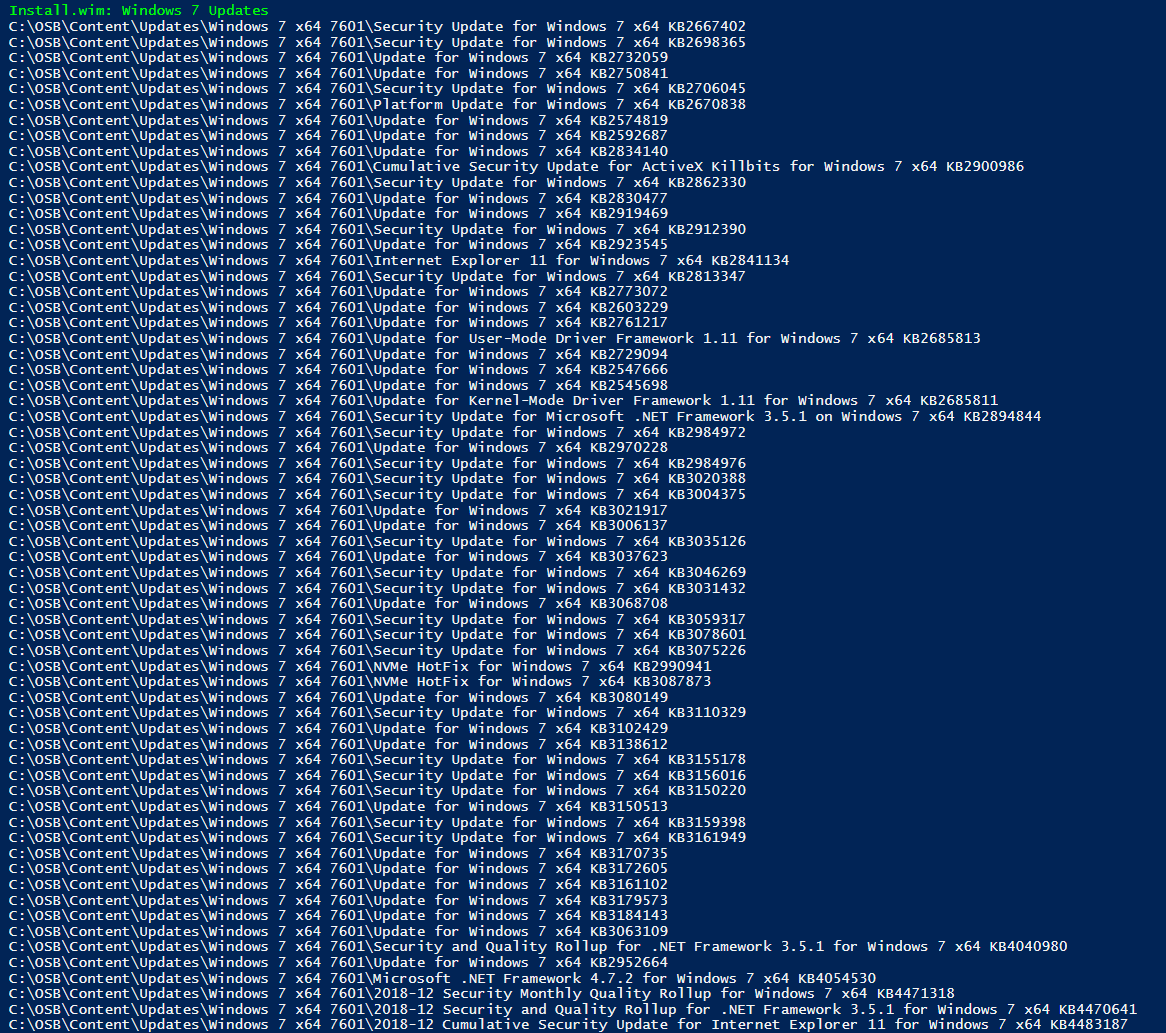 Install.wim: Windows 7 Updates
C:\OSB\Content\Updates\Windows 7 x64 7601\Security Update for Windows 7 x64 KB2667402
C:\OSB\Content\Updates\Windows 7 x64 7601\Security Update for Windows 7 x64 KB2698365
C:\OSB\Content\Updates\Windows 7 x64 7601\Update for Windows 7 x64 KB2732059
C:\OSB\Content\Updates\Windows 7 x64 7601\Update for Windows 7 x64 KB2750841
C:\OSB\Content\Updates\Windows 7 x64 7601\Security Update for Windows 7 x64 KB2706045
C:\OSB\Content\Updates\Windows 7 x64 7601\Platform Update for Windows 7 x64 KB2670838
C:\OSB\Content\Updates\Windows 7 x64 7601\Update for Windows 7 x64 KB2574819
C:\OSB\Content\Updates\Windows 7 x64 7601\Update for Windows 7 x64 KB2592687
C:\OSB\Content\Updates\Windows 7 x64 7601\Update for Windows 7 x64 KB2834140
C:\OSB\Content\Updates\Windows 7 x64 7601\Cumulative Security Update for ActiveX Killbits for Windows 7 x64 KB2900986
C:\OSB\Content\Updates\Windows 7 x64 7601\Security Update for Windows 7 x64 KB2862330
C:\OSB\Content\Updates\Windows 7 x64 7601\Update for Windows 7 x64 KB2830477
C:\OSB\Content\Updates\Windows 7 x64 7601\Update for Windows 7 x64 KB2919469
C:\OSB\Content\Updates\Windows 7 x64 7601\Security Update for Windows 7 x64 KB2912390
C:\OSB\Content\Updates\Windows 7 x64 7601\Update for Windows 7 x64 KB2923545
C:\OSB\Content\Updates\Windows 7 x64 7601\Internet Explorer 11 for Windows 7 x64 KB2841134
C:\OSB\Content\Updates\Windows 7 x64 7601\Security Update for Windows 7 x64 KB2813347
C:\OSB\Content\Updates\Windows 7 x64 7601\Update for Windows 7 x64 KB2773072
C:\OSB\Content\Updates\Windows 7 x64 7601\Update for Windows 7 x64 KB2603229
C:\OSB\Content\Updates\Windows 7 x64 7601\Update for Windows 7 x64 KB2761217
C:\OSB\Content\Updates\Windows 7 x64 7601\Update for User-Mode Driver Framework 1.11 for Windows 7 x64 KB2685813
C:\OSB\Content\Updates\Windows 7 x64 7601\Update for Windows 7 x64 KB2729094
C:\OSB\Content\Updates\Windows 7 x64 7601\Update for Windows 7 x64 KB2547666
C:\OSB\Content\Updates\Windows 7 x64 7601\Update for Windows 7 x64 KB2545698
C:\OSB\Content\Updates\Windows 7 x64 7601\Update for Kernel-Mode Driver Framework 1.11 for Windows 7 x64 KB2685811
C:\OSB\Content\Updates\Windows 7 x64 7601\Security Update for Microsoft .NET Framework 3.5.1 on Windows 7 x64 KB2894844
C:\OSB\Content\Updates\Windows 7 x64 7601\Security Update for Windows 7 x64 KB2984972
C:\OSB\Content\Updates\Windows 7 x64 7601\Update for Windows 7 x64 KB2970228
C:\OSB\Content\Updates\Windows 7 x64 7601\Security Update for Windows 7 x64 KB2984976
C:\OSB\Content\Updates\Windows 7 x64 7601\Security Update for Windows 7 x64 KB3020388
C:\OSB\Content\Updates\Windows 7 x64 7601\Security Update for Windows 7 x64 KB3004375
C:\OSB\Content\Updates\Windows 7 x64 7601\Update for Windows 7 x64 KB3021917
C:\OSB\Content\Updates\Windows 7 x64 7601\Update for Windows 7 x64 KB3006137
C:\OSB\Content\Updates\Windows 7 x64 7601\Security Update for Windows 7 x64 KB3035126
C:\OSB\Content\Updates\Windows 7 x64 7601\Update for Windows 7 x64 KB3037623
C:\OSB\Content\Updates\Windows 7 x64 7601\Security Update for Windows 7 x64 KB3046269
C:\OSB\Content\Updates\Windows 7 x64 7601\Security Update for Windows 7 x64 KB3031432
C:\OSB\Content\Updates\Windows 7 x64 7601\Update for Windows 7 x64 KB3068708
C:\OSB\Content\Updates\Windows 7 x64 7601\Security Update for Windows 7 x64 KB3059317
C:\OSB\Content\Updates\Windows 7 x64 7601\Security Update for Windows 7 x64 KB3078601
C:\OSB\Content\Updates\Windows 7 x64 7601\Security Update for Windows 7 x64 KB3075226
C:\OSB\Content\Updates\Windows 7 x64 7601\NVMe HotFix for Windows 7 x64 KB2990941
C:\OSB\Content\Updates\Windows 7 x64 7601\NVMe HotFix for Windows 7 x64 KB3087873
C:\OSB\Content\Updates\Windows 7 x64 7601\Update for Windows 7 x64 KB3080149
C:\OSB\Content\Updates\Windows 7 x64 7601\Security Update for Windows 7 x64 KB3110329
C:\OSB\Content\Updates\Windows 7 x64 7601\Update for Windows 7 x64 KB3102429
C:\OSB\Content\Updates\Windows 7 x64 7601\Update for Windows 7 x64 KB3138612
C:\OSB\Content\Updates\Windows 7 x64 7601\Security Update for Windows 7 x64 KB3155178
C:\OSB\Content\Updates\Windows 7 x64 7601\Security Update for Windows 7 x64 KB3156016
C:\OSB\Content\Updates\Windows 7 x64 7601\Security Update for Windows 7 x64 KB3150220
C:\OSB\Content\Updates\Windows 7 x64 7601\Update for Windows 7 x64 KB3150513
C:\OSB\Content\Updates\Windows 7 x64 7601\Security Update for Windows 7 x64 KB3159398
C:\OSB\Content\Updates\Windows 7 x64 7601\Security Update for Windows 7 x64 KB3161949
C:\OSB\Content\Updates\Windows 7 x64 7601\Update for Windows 7 x64 KB3170735
C:\OSB\Content\Updates\Windows 7 x64 7601\Update for Windows 7 x64 KB3172605
C:\OSB\Content\Updates\Windows 7 x64 7601\Update for Windows 7 x64 KB3161102
C:\OSB\Content\Updates\Windows 7 x64 7601\Update for Windows 7 x64 KB3179573
C:\OSB\Content\Updates\Windows 7 x64 7601\Update for Windows 7 x64 KB3184143
C:\OSB\Content\Updates\Windows 7 x64 7601\Update for Windows 7 x64 KB3063109
C:\OSB\Content\Updates\Windows 7 x64 7601\Security and Quality Rollup for .NET Framework 3.5.1 for Windows 7 x64 KB4040980
C:\OSB\Content\Updates\Windows 7 x64 7601\Update for Windows 7 x64 KB2952664
C:\OSB\Content\Updates\Windows 7 x64 7601\Microsoft .NET Framework 4.7.2 for Windows 7 x64 KB4054530
C:\OSB\Content\Updates\Windows 7 x64 7601\2018-12 Security Monthly Quality Rollup for Windows 7 x64 KB4471318
C:\OSB\Content\Updates\Windows 7 x64 7601\2018-12 Security and Quality Rollup for .NET Framework 3.5.1 for Windows 7 x64 KB4470641
C:\OSB\Content\Updates\Windows 7 x64 7601\2018-12 Cumulative Security Update for Internet Explorer 11 for Windows 7 x64 KB4483187